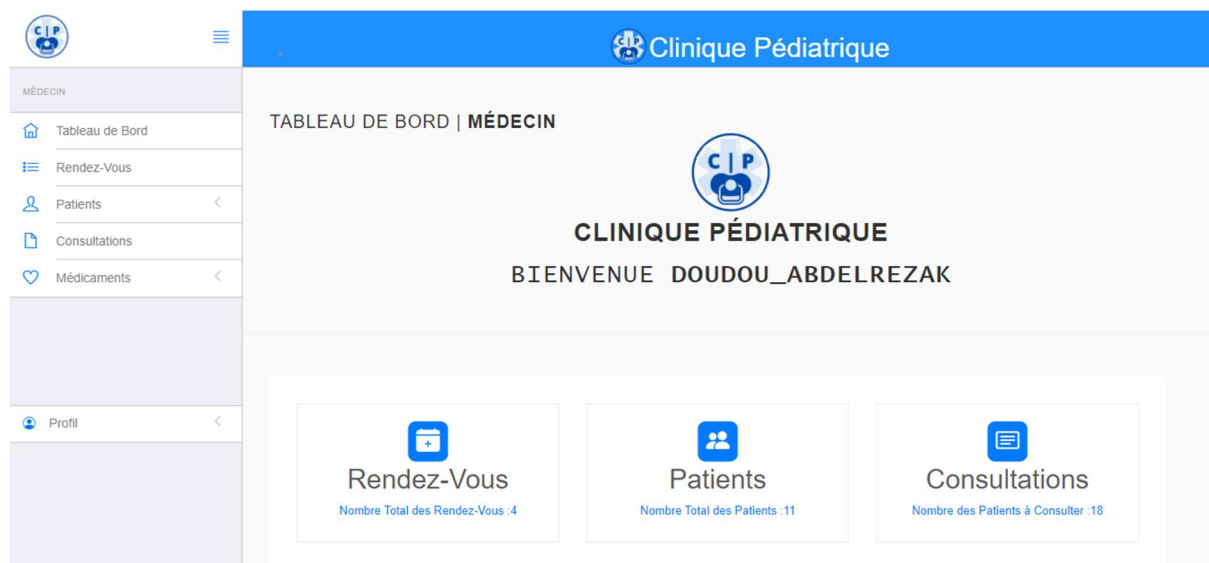 C | P
C | P Clinique Pédiatrique
MÉDECIN
Tableau de Bord
Rendez-Vous
Patients
Consultations
Médicaments
Profil
TABLEAU DE BORD | MÉDECIN
C | P
CLINIQUE PÉDIATRIQUE
BIENVENUE DOUDOU_ABDELREZAK
Rendez-Vous
Nombre Total des Rendez-Vous :4
Patients
Nombre Total des Patients :11
Consultations
Nombre des Patients à Consulter :18